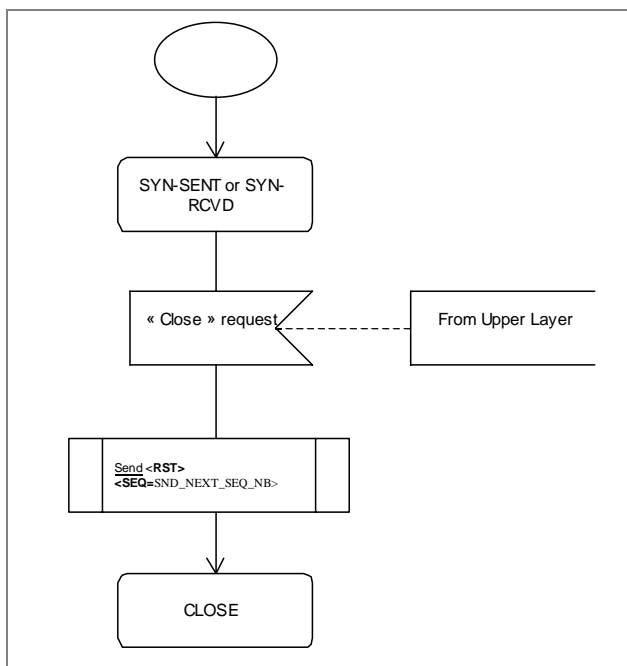 SYN-SENT or SYN-
RCVD
« Close » request
From Upper Layer
Send <RST>
<SEQ=SND_NEXT_SEQ_NB>
CLOSE